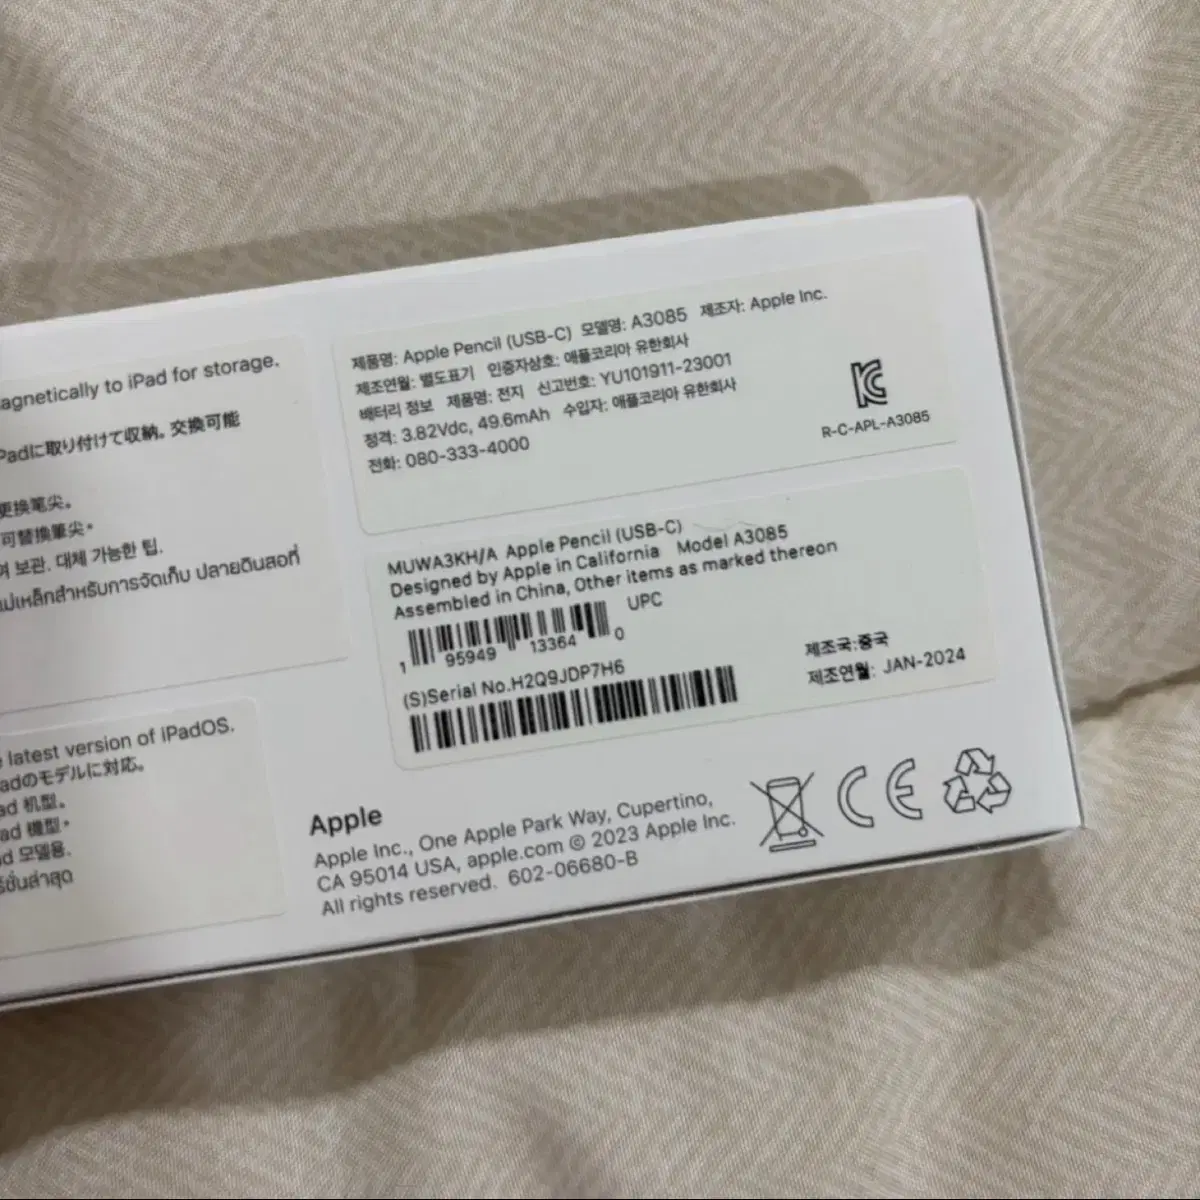 agnetically to iPad for storage.
Padに取り付けて収納。交換可能
更換笔尖。
可替換筆尖。
며 보관. 대체 가능한 팁.
แม่เหล็กสำหรับการจัดเก็บ ปลายดินสอที่
latest version of iPadOS.
adのモデルに対応。
ad 机型。
ad 機型。
d 모델용.
ชั่นล่าสุด
제품명: Apple Pencil (USB-C) 모델명: A3085 제조자: Apple Inc.
제조연월: 별도표기 인증자상호: 애플코리아 유한회사
배터리 정보 제품명: 전지 신고번호: YU101911-23001
정격: 3.82Vdc, 49.6mAh 수입자: 애플코리아 유한회사
전화: 080-333-4000
R-C-APL-A3085
MUWA3KH/A Apple Pencil (USB-C)
Designed by Apple in California Model A3085
Assembled in China, Other items as marked thereon
UPC
1 95949 13364 0
(S)Serial No.H2Q9JDP7H6
제조국:중국
제조연월: JAN-2024
Apple
Apple Inc., One Apple Park Way, Cupertino,
CA 95014 USA, apple.com © 2023 Apple Inc.
All rights reserved. 602-06680-B